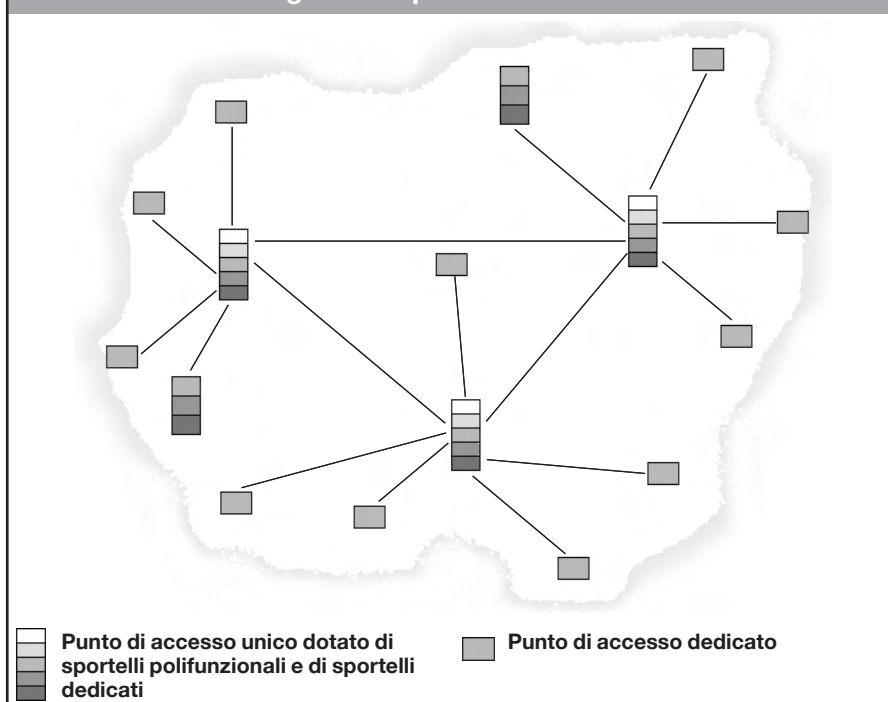 Punto di accesso unico dotato di
sportelli polifunzionali e di sportelli
dedicati
Punto di accesso dedicato